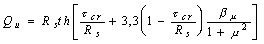 Q_u = R_s t h [ τ_cr / R_s + 3,3 ( 1 − τ_cr / R_s ) β_μ / (1 + μ²) ]